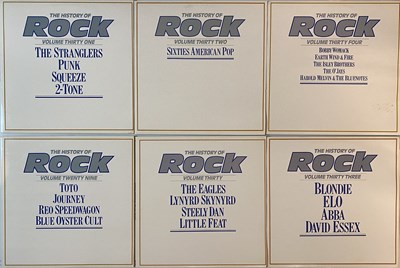 THE HISTORY OF
Rock
VOLUME THIRTY ONE
THE STRANGLERS
PUNK
SQUEEZE
2-TONE
THE HISTORY OF
Rock
VOLUME THIRTY TWO
SIXTIES AMERICAN POP
THE HISTORY OF
Rock
VOLUME THIRTY FOUR
BOBBY WOMACK
EARTH WIND & FIRE
THE ISLEY BROTHERS
THE O'JAYS
HAROLD MELVIN & THE BLUENOTES
THE HISTORY OF
Rock
VOLUME TWENTY NINE
TOTO
JOURNEY
REO SPEEDWAGON
BLUE OYSTER CULT
THE HISTORY OF
Rock
VOLUME THIRTY
THE EAGLES
LYNYRD SKYNYRD
STEELY DAN
LITTLE FEAT
THE HISTORY OF
Rock
VOLUME THIRTY THREE
BLONDIE
ELO
ABBA
DAVID ESSEX